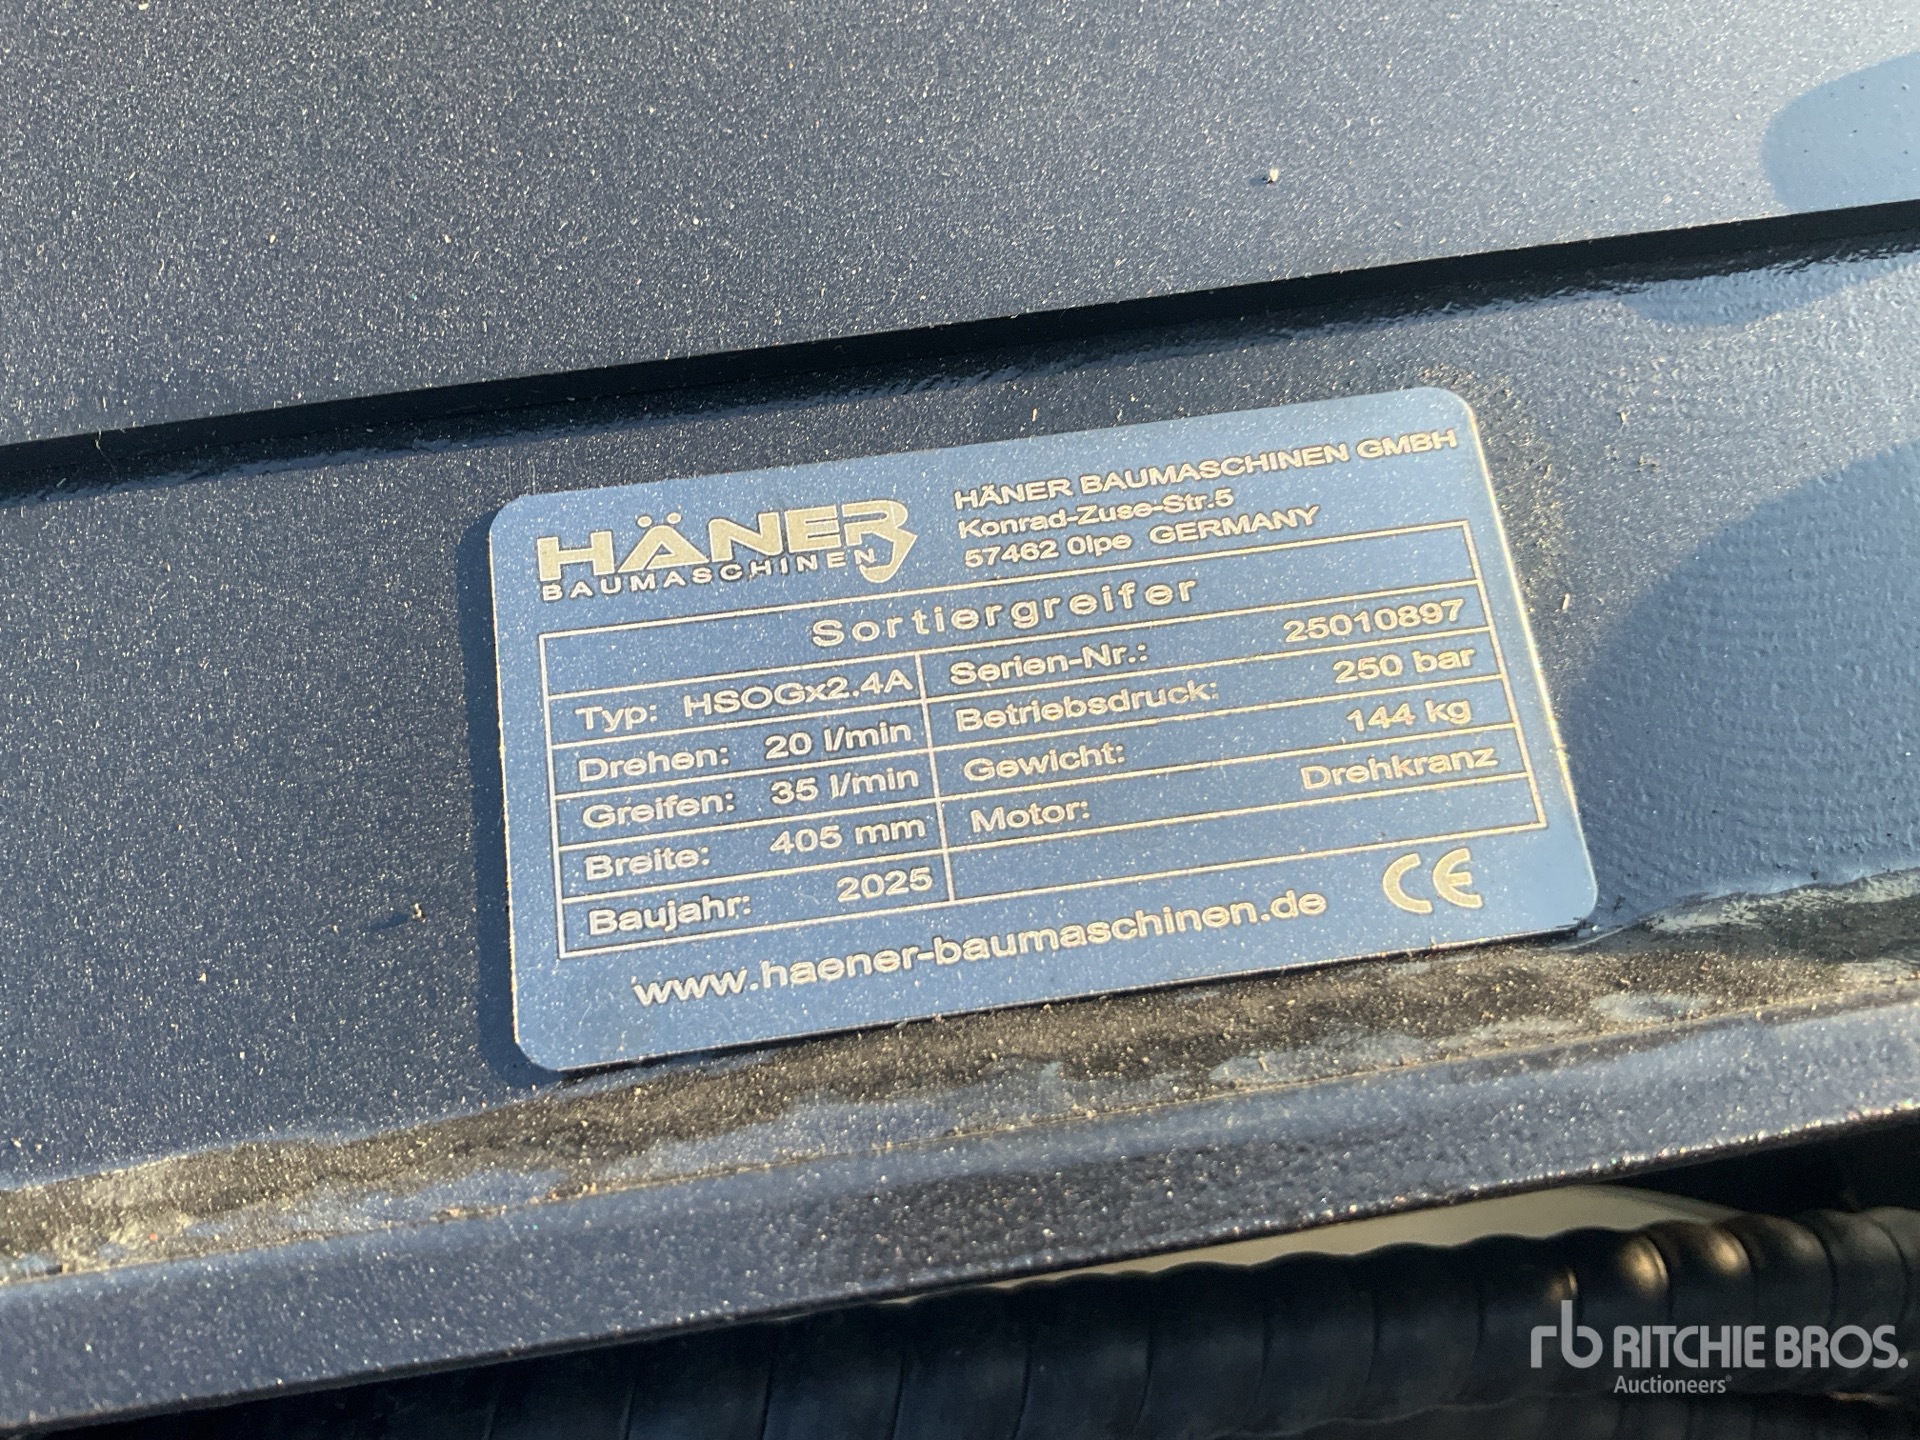 HÄNER
BAUMASCHINEN
HÄNER BAUMASCHINEN GMBH
Konrad-Zuse-Str.5
57462 Olpe GERMANY
Sortiergreifer
Typ: HSOGx2.4A
Serien-Nr.: 25010897
Drehen: 20 l/min
Betriebsdruck: 250 bar
Greifen: 35 l/min
Gewicht: 144 kg
Breite: 405 mm
Motor: Drehkranz
Baujahr: 2025
www.haener-baumaschinen.de CE
rb RITCHIE BROS.
Auctioneers